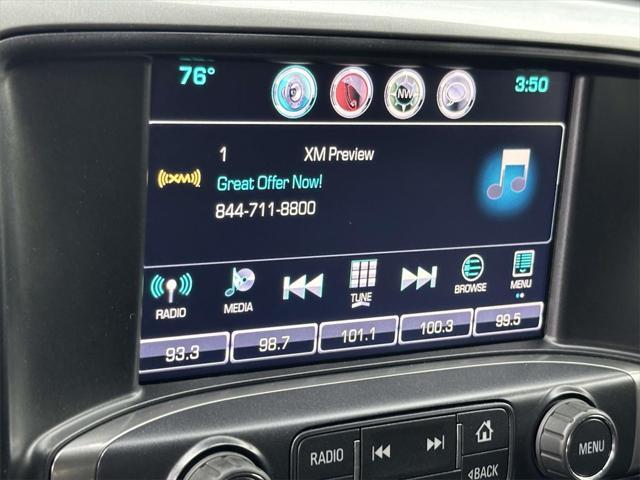 76°
NW
3:50
1 XM Preview
((XM))
Great Offer Now!
844-711-8800
RADIO MEDIA TUNE BROWSE MENU
93.3 98.7 101.1 100.3 99.5
RADIO
BACK
MENU